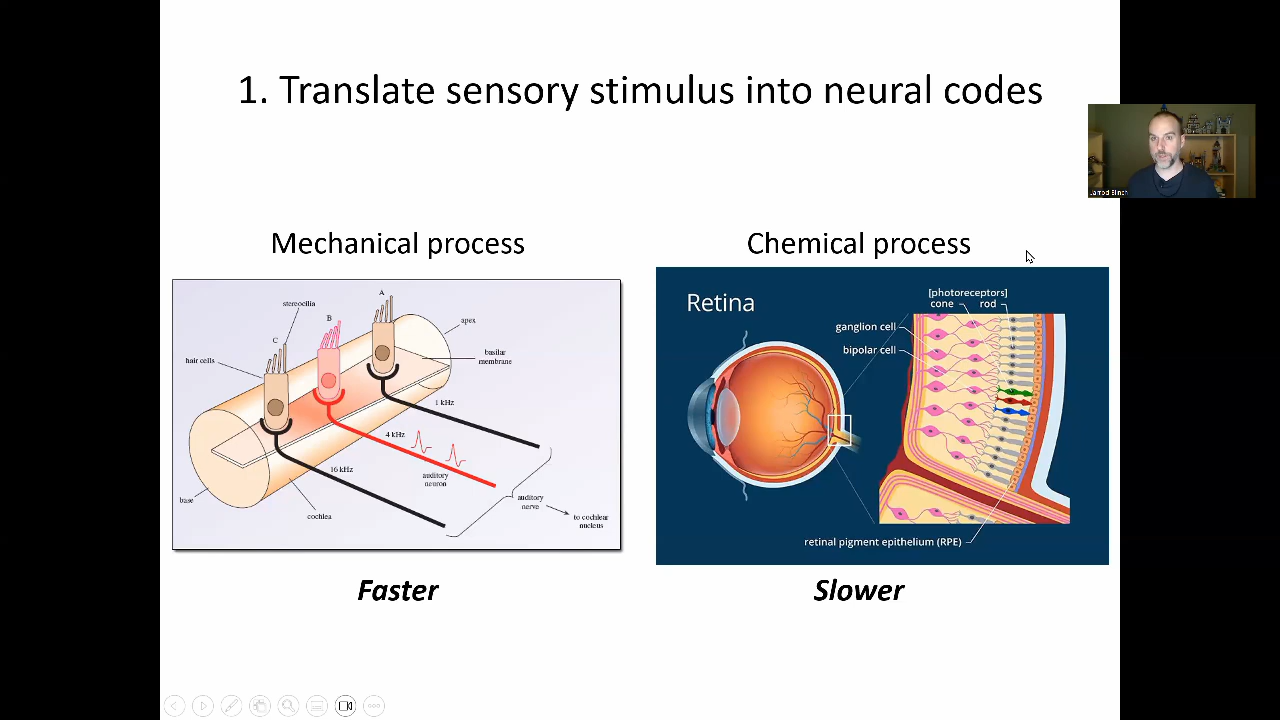 1. Translate sensory stimulus into neural codes
Jarrod Blinch
Mechanical process
Chemical process
A
stereocilia
B
apex
C
hair cells
basilar
membrane
1 kHz
4 kHz
16 kHz
auditory
neuron
base
cochlea
auditory
nerve
to cochlear
nucleus
Retina
[photoreceptors]
cone
rod
ganglion cell
bipolar cell
retinal pigment epithelium (RPE)
Faster
Slower